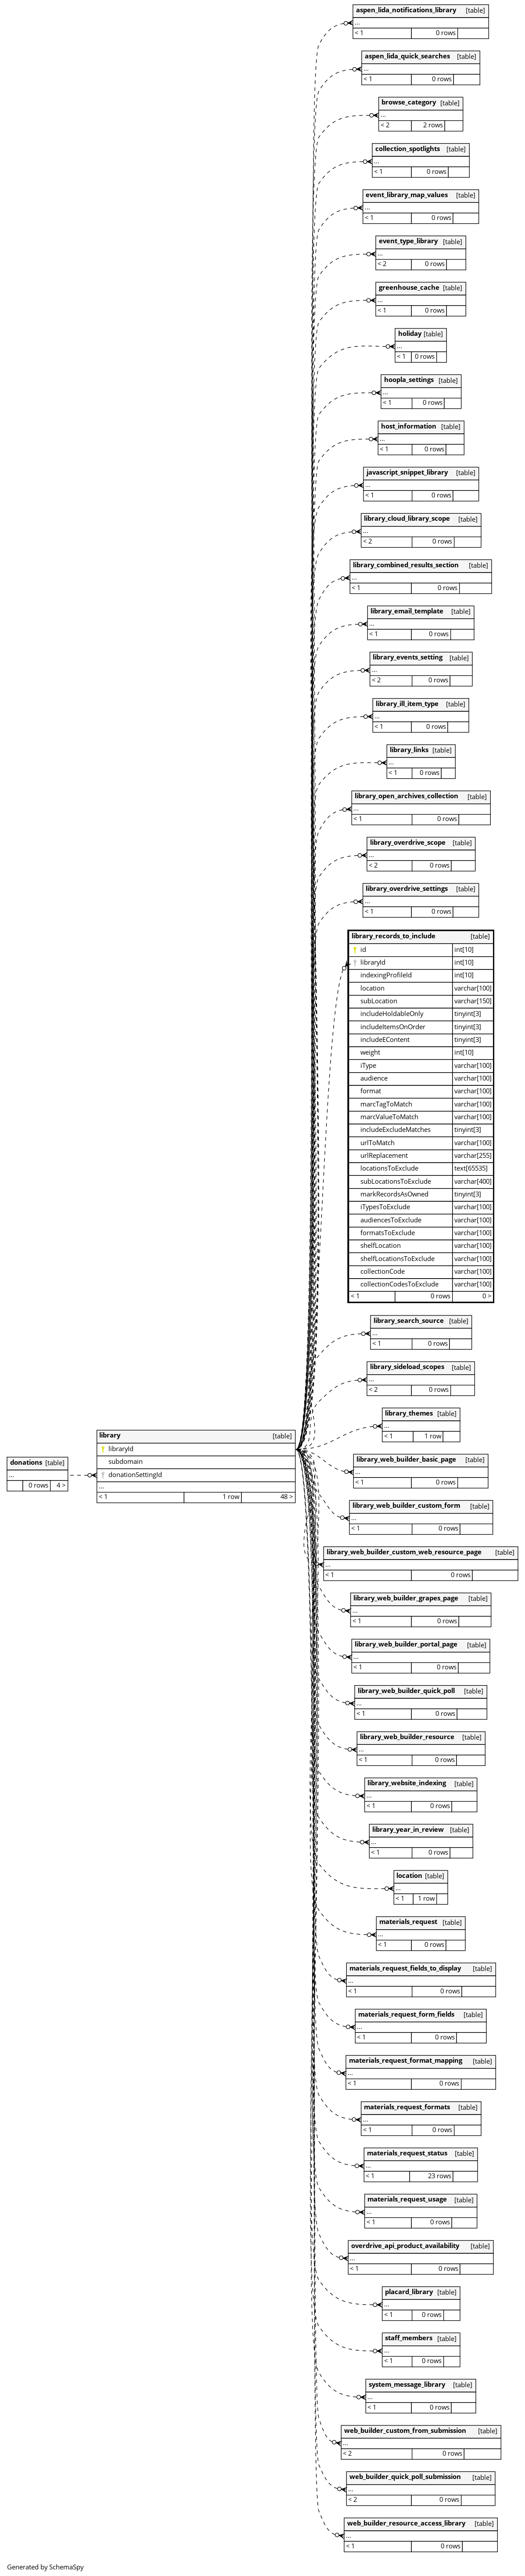 aspen_lida_notifications_library [table]
...
< 1 0 rows
aspen_lida_quick_searches [table]
...
< 1 0 rows
browse_category [table]
...
< 2 2 rows
collection_spotlights [table]
...
< 1 0 rows
event_library_map_values [table]
...
< 1 0 rows
event_type_library [table]
...
< 2 0 rows
greenhouse_cache [table]
...
< 1 0 rows
holiday [table]
...
< 1 0 rows
hoopla_settings [table]
...
< 1 0 rows
host_information [table]
...
< 1 0 rows
javascript_snippet_library [table]
...
< 1 0 rows
library_cloud_library_scope [table]
...
< 2 0 rows
library_combined_results_section [table]
...
< 1 0 rows
library_email_template [table]
...
< 1 0 rows
library_events_setting [table]
...
< 2 0 rows
library_ill_item_type [table]
...
< 1 0 rows
library_links [table]
...
< 1 0 rows
library_open_archives_collection [table]
...
< 1 0 rows
library_overdrive_scope [table]
...
< 2 0 rows
library_overdrive_settings [table]
...
< 1 0 rows
library_records_to_include [table]
id int[10]
libraryId int[10]
indexingProfileId int[10]
location varchar[100]
subLocation varchar[150]
includeHoldableOnly tinyint[3]
includeItemsOnOrder tinyint[3]
includeEContent tinyint[3]
weight int[10]
iType varchar[100]
audience varchar[100]
format varchar[100]
marcTagToMatch varchar[100]
marcValueToMatch varchar[100]
includeExcludeMatches tinyint[3]
urlToMatch varchar[100]
urlReplacement varchar[255]
locationsToExclude text[65535]
subLocationsToExclude varchar[400]
markRecordsAsOwned tinyint[3]
iTypesToExclude varchar[100]
audiencesToExclude varchar[100]
formatsToExclude varchar[100]
shelfLocation varchar[100]
shelfLocationsToExclude varchar[100]
collectionCode varchar[100]
collectionCodesToExclude varchar[100]
< 1 0 rows 0 >
library_search_source [table]
...
< 1 0 rows
library_sideload_scopes [table]
...
< 2 0 rows
library_themes [table]
...
< 1 1 row
library [table]
libraryId
subdomain
donationSettingId
...
< 1 1 row 48 >
donations [table]
...
0 rows 4 >
library_web_builder_basic_page [table]
...
< 1 0 rows
library_web_builder_custom_form [table]
...
< 1 0 rows
library_web_builder_custom_web_resource_page [table]
...
< 1 0 rows
library_web_builder_grapes_page [table]
...
< 1 0 rows
library_web_builder_portal_page [table]
...
< 1 0 rows
library_web_builder_quick_poll [table]
...
< 1 0 rows
library_web_builder_resource [table]
...
< 1 0 rows
library_website_indexing [table]
...
< 1 0 rows
library_year_in_review [table]
...
< 1 0 rows
location [table]
...
< 1 1 row
materials_request [table]
...
< 1 0 rows
materials_request_fields_to_display [table]
...
< 1 0 rows
materials_request_form_fields [table]
...
< 1 0 rows
materials_request_format_mapping [table]
...
< 1 0 rows
materials_request_formats [table]
...
< 1 0 rows
materials_request_status [table]
...
< 1 23 rows
materials_request_usage [table]
...
< 1 0 rows
overdrive_api_product_availability [table]
...
< 1 0 rows
placard_library [table]
...
< 1 0 rows
staff_members [table]
...
< 1 0 rows
system_message_library [table]
...
< 1 0 rows
web_builder_custom_from_submission [table]
...
< 2 0 rows
web_builder_quick_poll_submission [table]
...
< 2 0 rows
web_builder_resource_access_library [table]
...
< 1 0 rows
Generated by SchemaSpy